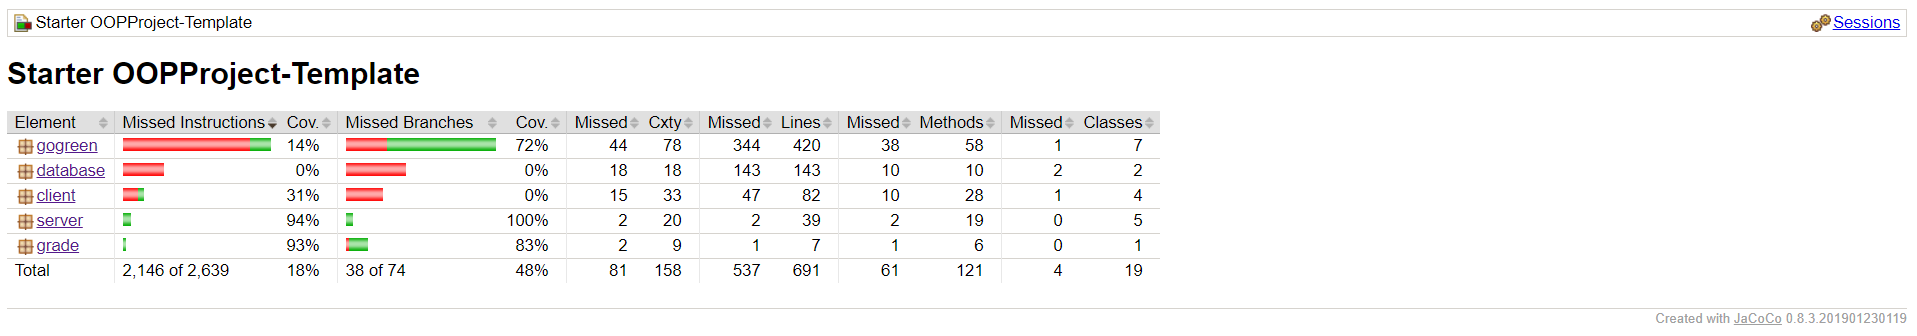 Starter OOPProject-Template Sessions
Starter OOPProject-Template
Element Missed Instructions Cov. Missed Branches Cov. Missed Cxty Missed Lines Missed Methods Missed Classes
gogreen 14% 72% 44 78 344 420 38 58 1 7
database 0% 0% 18 18 143 143 10 10 2 2
client 31% 0% 15 33 47 82 10 28 1 4
server 94% 100% 2 20 2 39 2 19 0 5
grade 93% 83% 2 9 1 7 1 6 0 1
Total 2,146 of 2,639 18% 38 of 74 48% 81 158 537 691 61 121 4 19
Created with JaCoCo 0.8.3.201901230119